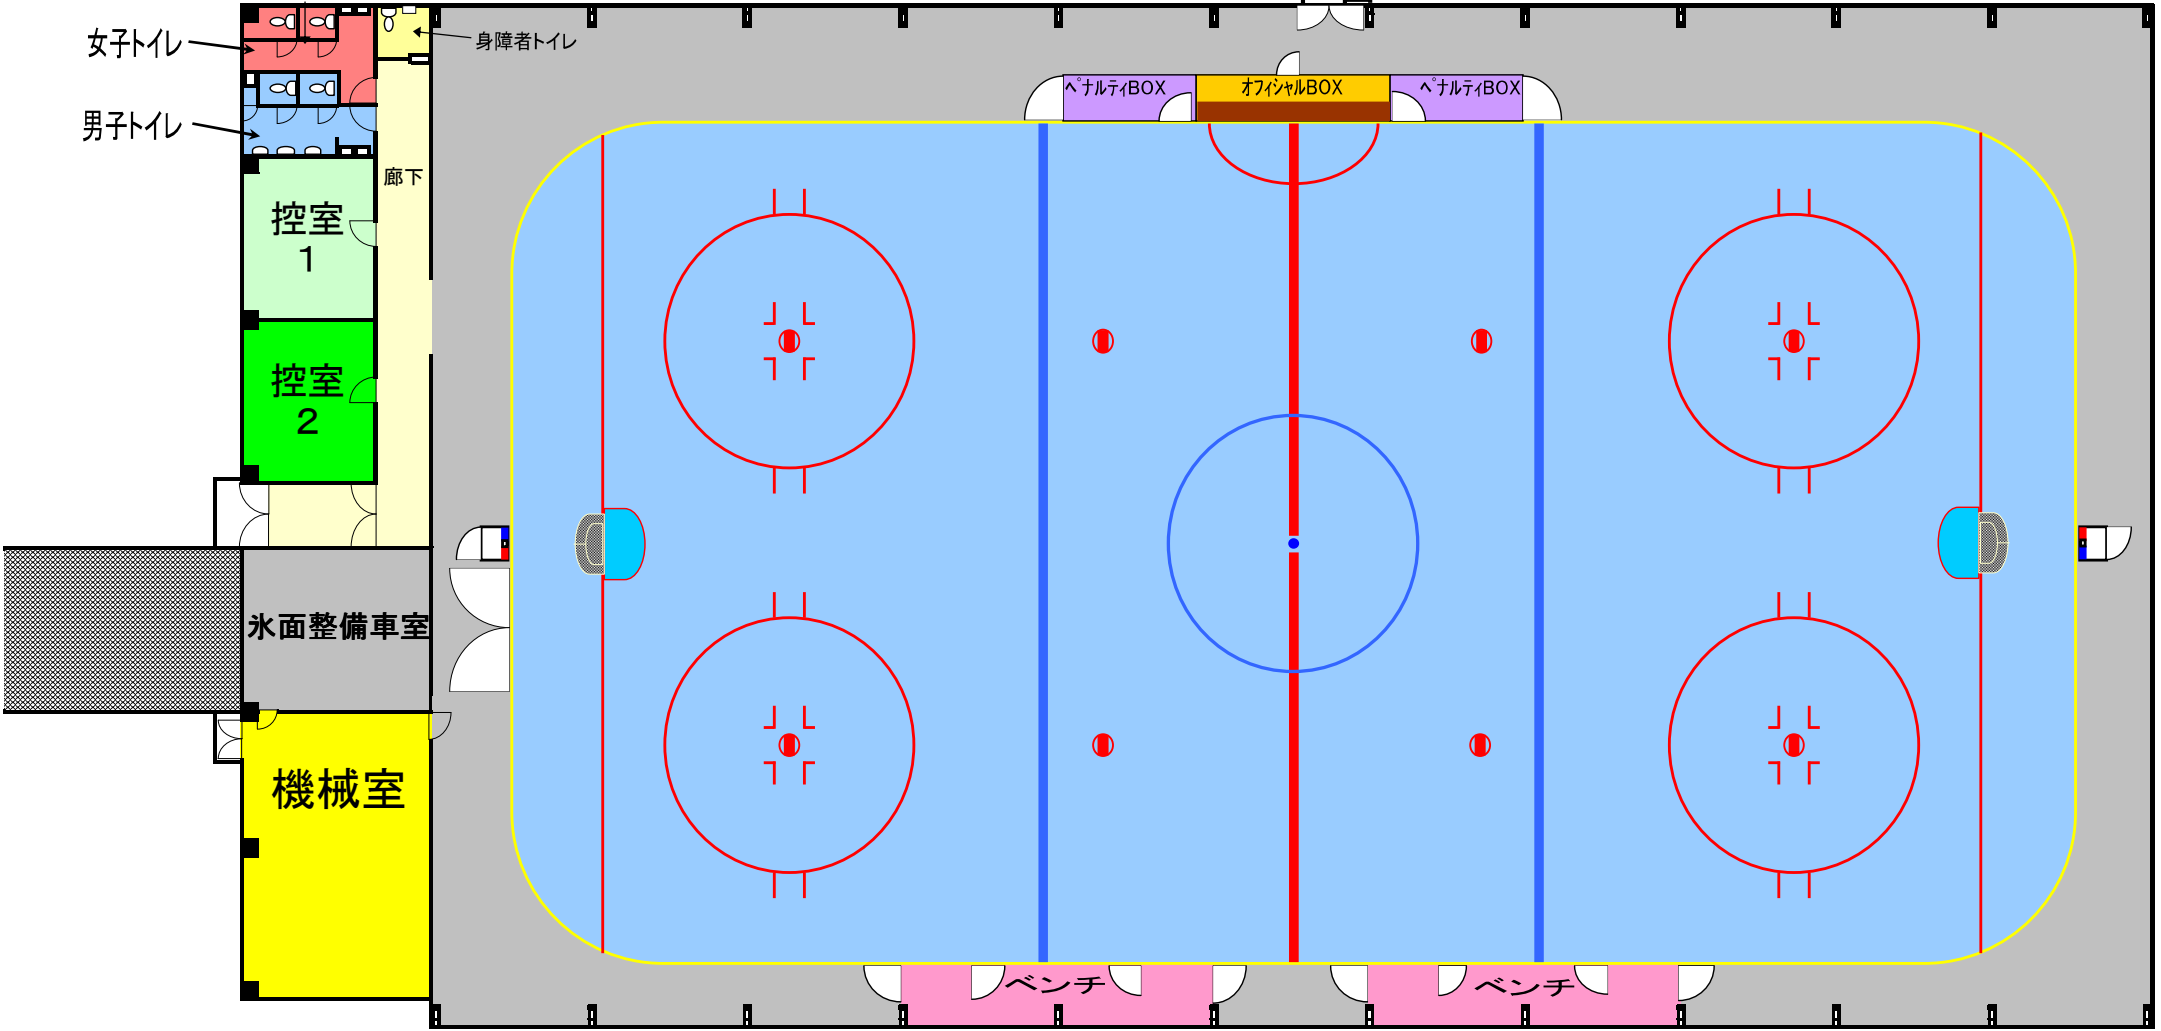 女子トイレ
身障者トイレ
ペナルティBOX
オフィシャルBOX
ペナルティBOX
男子トイレ
廊下
控室
1
控室
2
氷面整備車室
機械室
ベンチ
ベンチ